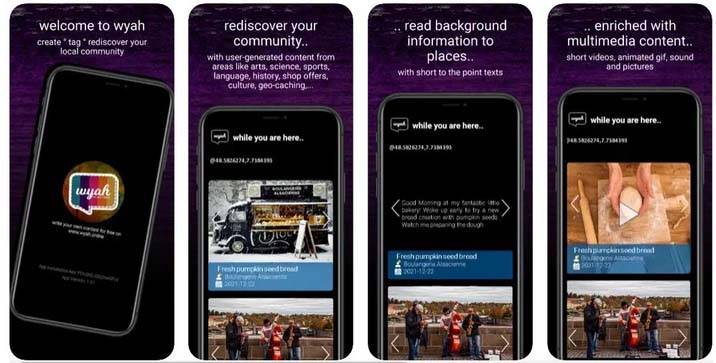 welcome to wyah
create " tag " rediscover your
local community
wyah
write your own content for free on
www.wyah.online
App Version: 1.01
rediscover your
community..
with user-generated content from
areas like arts, science, sports,
language, history, shop offers,
culture, geo-caching,...
wyah
while you are here..
@48.5826274,7.7384393
BOULANGERIE
ALSACIENNE
Fresh pumpkin seed bread
Boulangerie Alsacienne
2021-12-22
.. read background
information to
places..
with short to the point texts
wyah
while you are here..
@48.5826274,7.7384393
Good Morning at my fantastic little
bakery! Woke up early to try a new
bread creation with pumpkin seeds.
Watch me preparing the dough
Fresh pumpkin seed bread
Boulangerie Alsacienne
2021-12-22
.. enriched with
multimedia content..
short videos, animated gif, sound
and pictures
wyah
while you are here..
@48.5826274,7.7384393
Fresh pumpkin seed bread
Boulangerie Alsacienne
2021-12-22